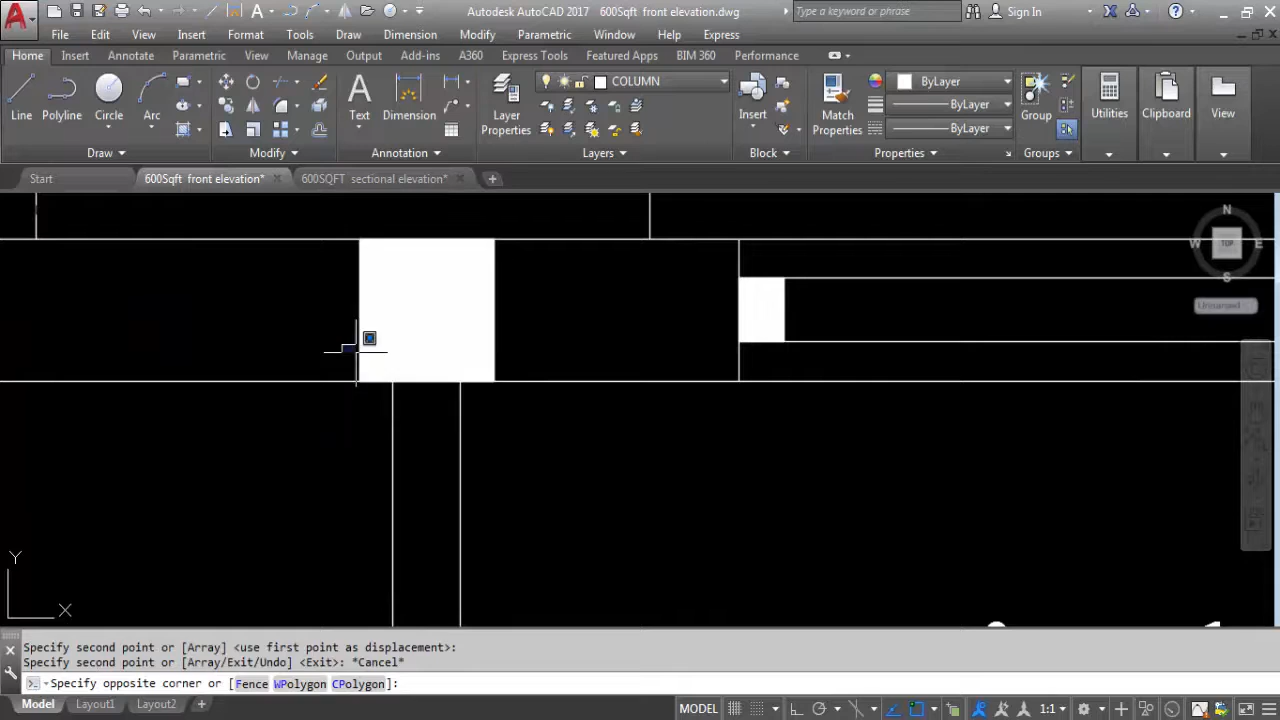 Autodesk AutoCAD 2017 600Sqft front elevation.dwg
Type a keyword or phrase
Sign In
File Edit View Insert Format Tools Draw Dimension Modify Parametric Window Help Express
Home Insert Annotate Parametric View Manage Output Add-ins A360 Express Tools Featured Apps BIM 360 Performance
COLUMN
ByLayer
ByLayer
ByLayer
Line Polyline Circle Arc Text Dimension Layer Properties Insert Match Properties Group Utilities Clipboard View
Draw Modify Annotation Layers Block Properties Groups
Start 600Sqft front elevation* 600SQFT sectional elevation*
N
W TOP E
S
Unnamed
Y
X
Specify second point or [Array] <use first point as displacement>:
Specify second point or [Array/Exit/Undo] <Exit>: *Cancel*
Specify opposite corner or [Fence WPolygon CPolygon]:
Model Layout1 Layout2 + MODEL 1:1